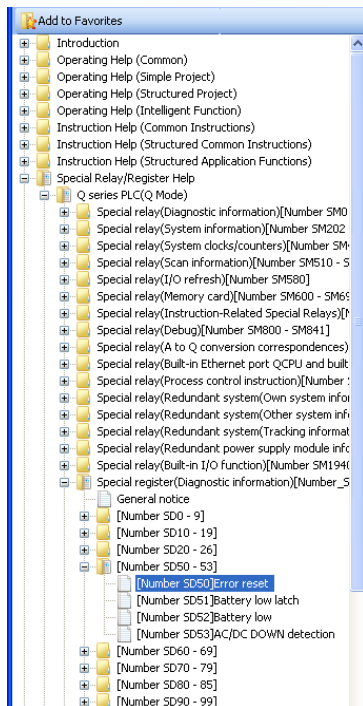 Add to Favorites
Introduction
Operating Help (Common)
Operating Help (Simple Project)
Operating Help (Structured Project)
Operating Help (Intelligent Function)
Instruction Help (Common Instructions)
Instruction Help (Structured Common Instructions)
Instruction Help (Structured Application Functions)
Special Relay/Register Help
Q series PLC(Q Mode)
Special relay(Diagnostic information)[Number SM0
Special relay(System information)[Number SM202
Special relay(System clocks/counters)[Number SM
Special relay(Scan information)[Number SM510 - S
Special relay(I/O refresh)[Number SM580]
Special relay(Memory card)[Number SM600 - SM69
Special relay(Instruction-Related Special Relays)[
Special relay(Debug)[Number SM800 - SM841]
Special relay(A to Q conversion correspondences)
Special relay(Built-in Ethernet port QCPU and built
Special relay(Process control instruction)[Number
Special relay(Redundant system(Own system info
Special relay(Redundant system(Other system inf
Special relay(Redundant system(Tracking informat
Special relay(Redundant power supply module info
Special relay(Built-in I/O function)[Number SM1940
Special register(Diagnostic information)[Number_S
General notice
[Number SD0 - 9]
[Number SD10 - 19]
[Number SD20 - 26]
[Number SD50 - 53]
[Number SD50]Error reset
[Number SD51]Battery low latch
[Number SD52]Battery low
[Number SD53]AC/DC DOWN detection
[Number SD60 - 69]
[Number SD70 - 79]
[Number SD80 - 85]
[Number SD90 - 99]